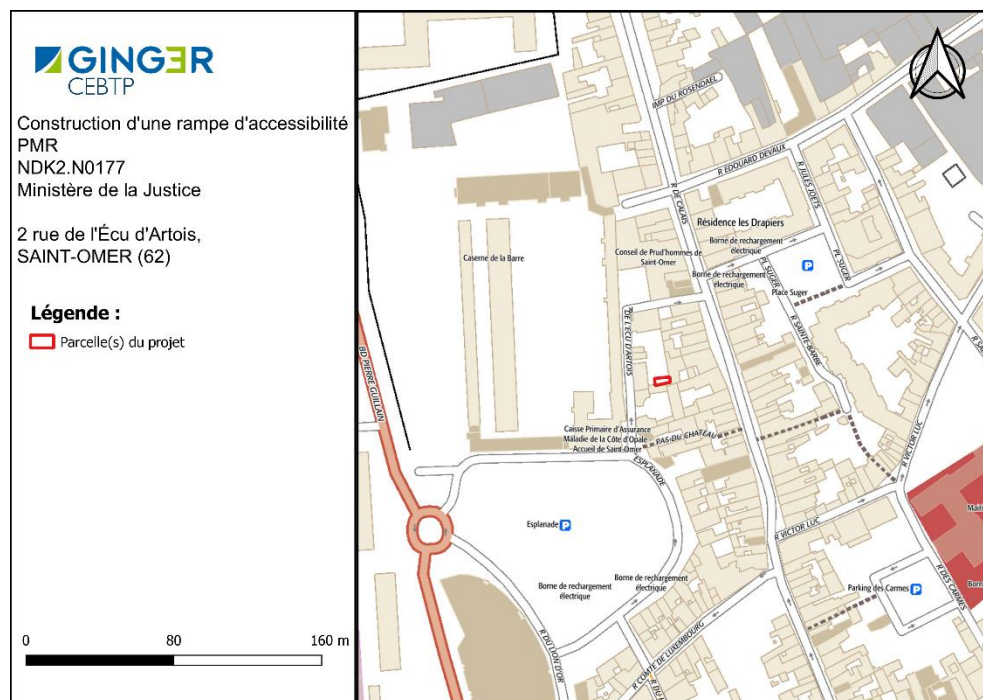 GINGER
CEBTP
Construction d'une rampe d'accessibilité
PMR
NDK2.N0177
Ministère de la Justice
2 rue de l'Écu d'Artois,
SAINT-OMER (62)
Légende :
Parcelle(s) du projet
0 80 160 m
IMP DU ROSENDAEL
R EDOUARD DEVAUX
R JULES JOETS
R DE CALAIS
Résidence les Drapiers
Borne de rechargement
électrique
Conseil de Prud'hommes de
Saint-Omer
Caserne de la Barre
Borne de rechargement
électrique
PL SUGER
PL SUGER
Place Suger
P
DE L'ECU D'ARTOIS
R SAINTE-BARBE
BD PIERRE GUILLAIN
Caisse Primaire d'Assurance
Maladie de la Côte d'Opale
Accueil de Saint-Omer
PAS DU CHATEAU
ESPLANADE
R VICTOR LUC
Esplanade
P
R VICTOR LUC
Borne de rechargement
électrique
Borne de rechargement
électrique
Parking des Carmes
P
R DES CARMES
R DU LION D'OR
R COMTE DE LUXEMBOURG